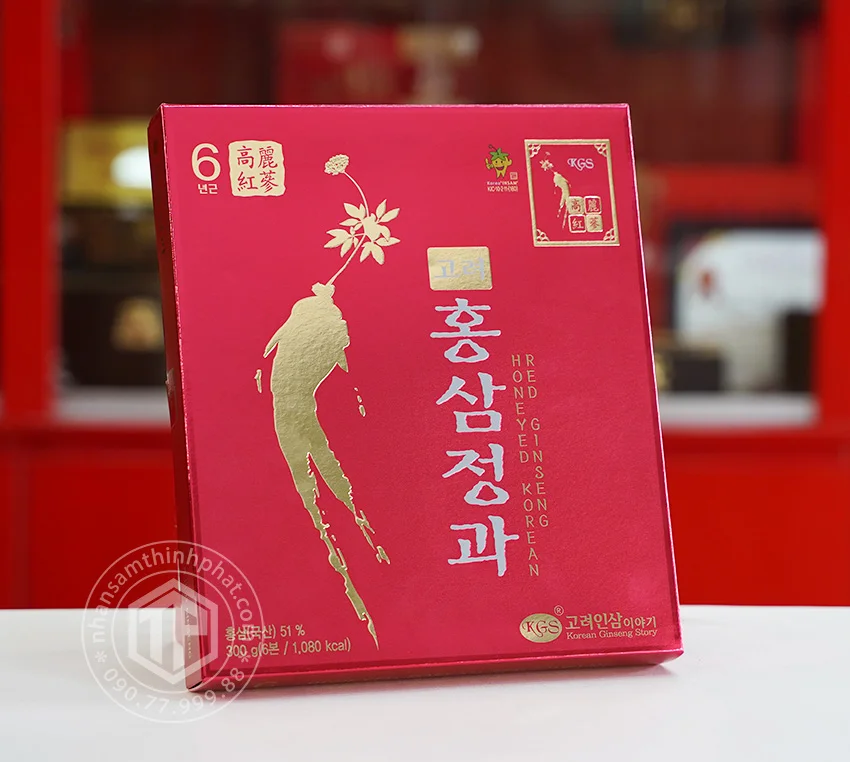 6
년근
高麗
紅蔘
Korea "INSAM"
KGS
高麗
紅蔘
고려
홍삼정과
HONEYED KOREAN
RED GINSENG
홍삼(국산) 51 %
300 g(6본 / 1,080 kcal)
KGS® 고려인삼이야기
Korean Ginseng Story
nhansamthinhphat.com
090.77.999.88